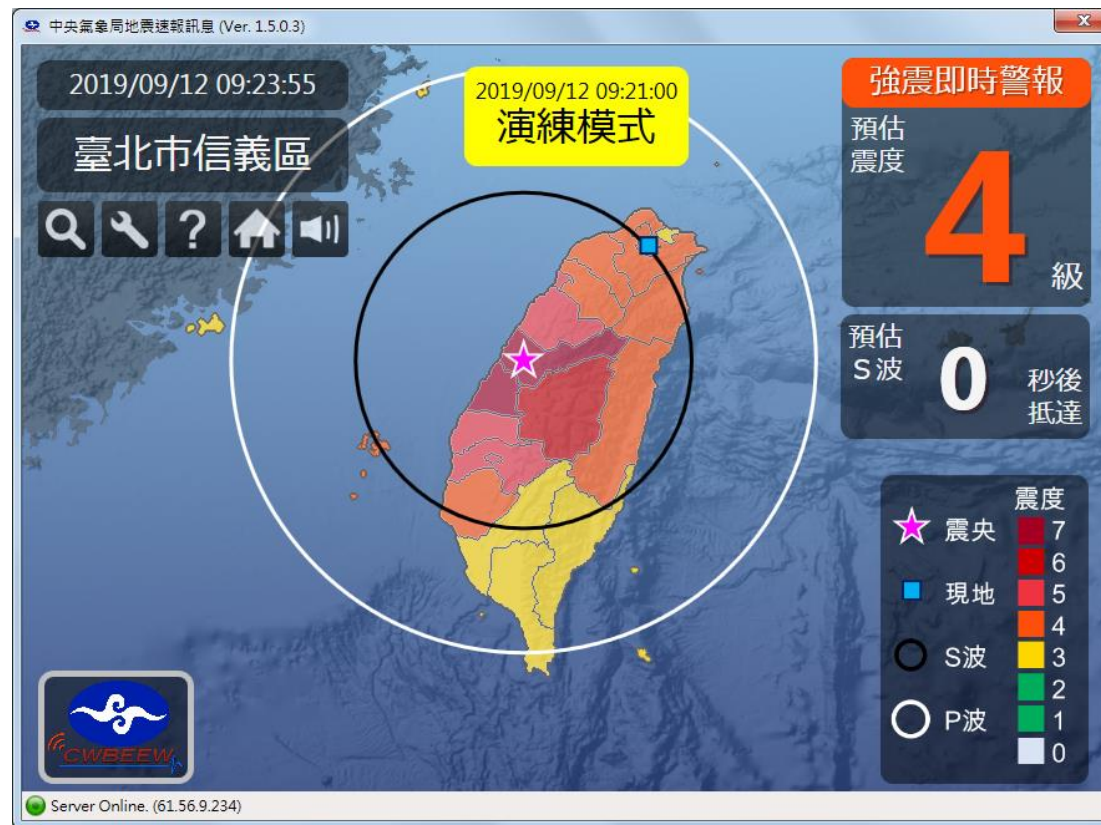 中央氣象局地震速報訊息 (Ver. 1.5.0.3)
2019/09/12 09:23:55
臺北市信義區
?
2019/09/12 09:21:00
演練模式
強震即時警報
預估
震度
4
級
預估
S波
0
秒後
抵達
震度
震央
現地
S波
P波
7
6
5
4
3
2
1
0
CWBEEW
Server Online. (61.56.9.234)